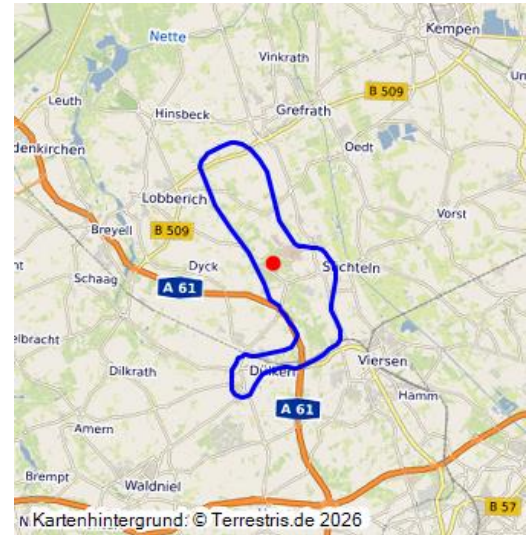 Kempen
Nette
Vinkrath
B 509
Leuth
Hinsbeck
Grefrath
Oedt
denkirchen
Lobberich
B 509
Vorst
Breyell
Dyck
Süchteln
Schaag
A 61
elbracht
Dülken
Viersen
Dilkrath
Hamm
A 61
Amern
Brempt
Waldniel
B 57
Kartenhintergrund: © Terrestris.de 2026